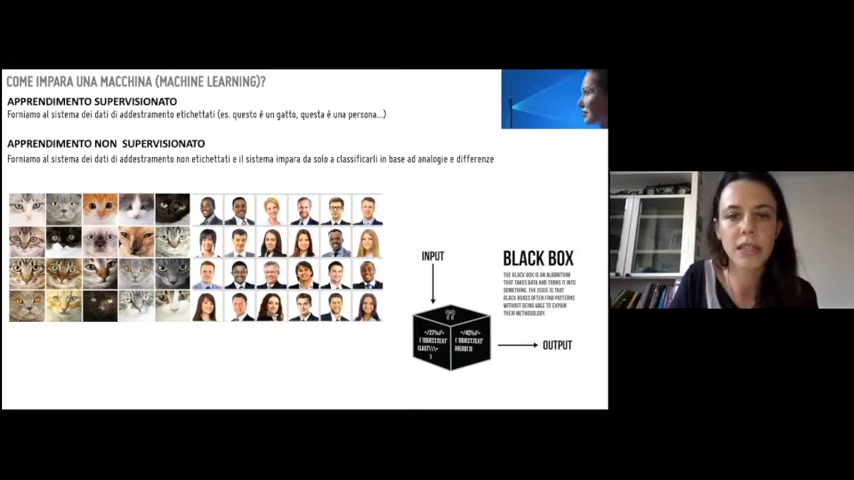 COME IMPARA UNA MACCHINA (MACHINE LEARNING)?
APPRENDIMENTO SUPERVISIONATO
Forniamo al sistema dei dati di addestramento etichettati (es. questo è un gatto, questa è una persona...)
APPRENDIMENTO NON SUPERVISIONATO
Forniamo al sistema dei dati di addestramento non etichettati e il sistema impara da solo a classificarli in base ad analogie e differenze
INPUT
BLACK BOX
THE BLACK BOX IS AN ALGORITHM
THAT TAKES DATA AND TURNS IT INTO
SOMETHING. THE ISSUE IS THAT
BLACK BOXES OFTEN FIND PATTERNS
WITHOUT BEING ABLE TO EXPLAIN
THEIR METHODOLOGY.
??
OUTPUT